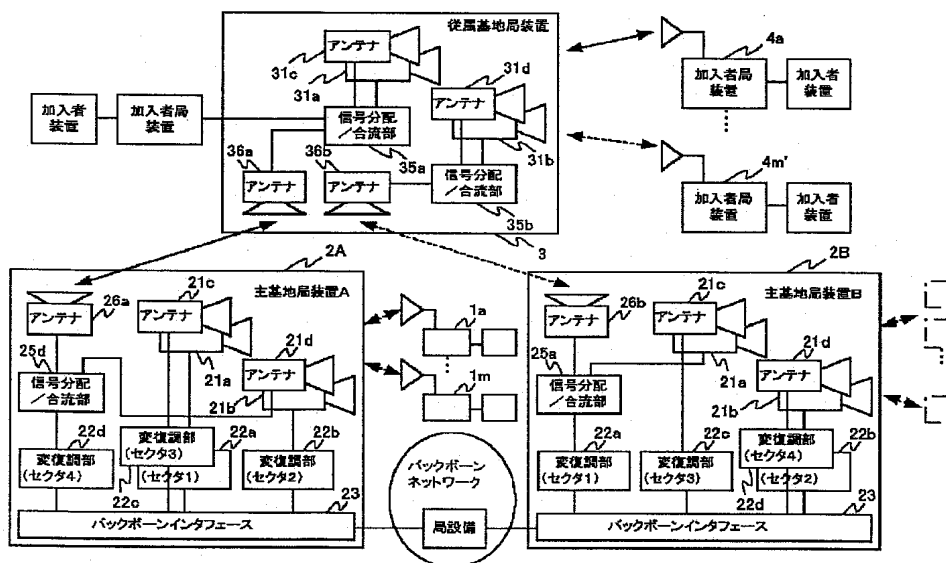 従属基地局装置
アンテナ
31c
31a
31d
アンテナ
31b
信号分配
／合流部
35a
信号分配
／合流部
35b
36a
アンテナ
36b
アンテナ
3
加入者
装置
加入者局
装置
4a
加入者局
装置
加入者
装置
4m'
加入者局
装置
加入者
装置
2A
主基地局装置A
アンテナ
26a
21c
アンテナ
21a
21d
アンテナ
21b
25d
信号分配
／合流部
22d
変復調部
(セクタ4)
変復調部
(セクタ3)
22a
(セクタ1)
22c
22b
変復調部
(セクタ2)
23
バックボーンインタフェース
1a
1m
バックボーン
ネットワーク
局設備
2B
主基地局装置B
アンテナ
26b
21c
アンテナ
21a
21d
アンテナ
21b
25a
信号分配
／合流部
22a
変復調部
(セクタ1)
22c
変復調部
(セクタ3)
変復調部
(セクタ4)
22b
(セクタ2)
22d
23
バックボーンインタフェース